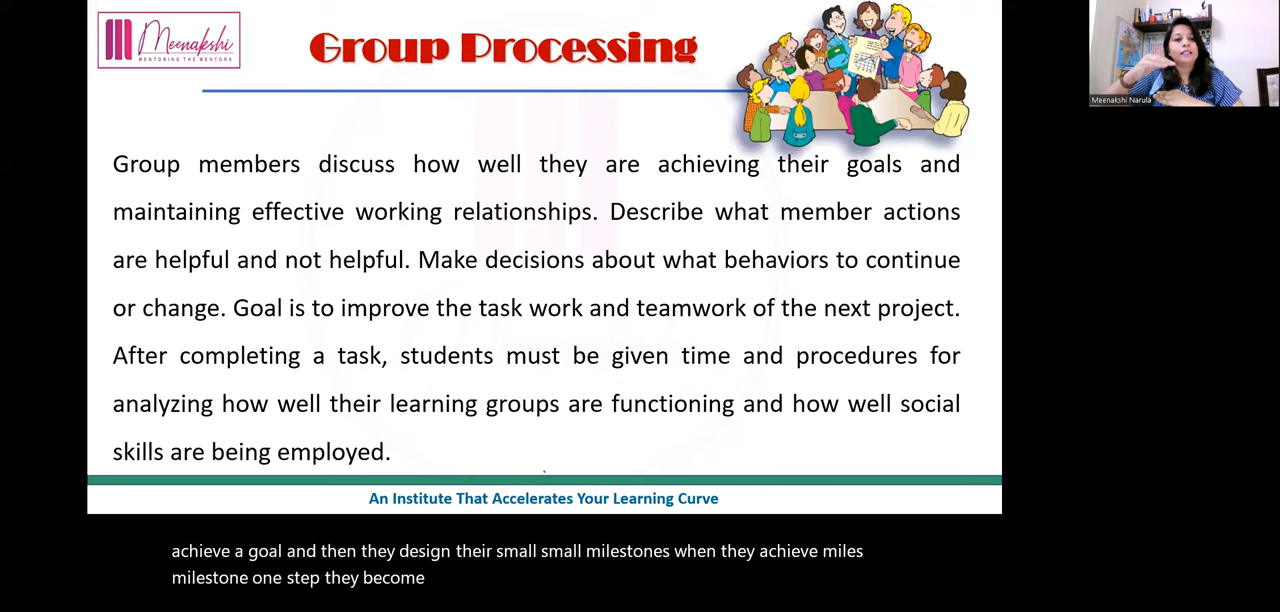 Meenakshi
MENTORING THE MENTORS
Group Processing
Meenakshi Narula
Group members discuss how well they are achieving their goals and
maintaining effective working relationships. Describe what member actions
are helpful and not helpful. Make decisions about what behaviors to continue
or change. Goal is to improve the task work and teamwork of the next project.
After completing a task, students must be given time and procedures for
analyzing how well their learning groups are functioning and how well social
skills are being employed.
An Institute That Accelerates Your Learning Curve
achieve a goal and then they design their small small milestones when they achieve miles
milestone one step they become